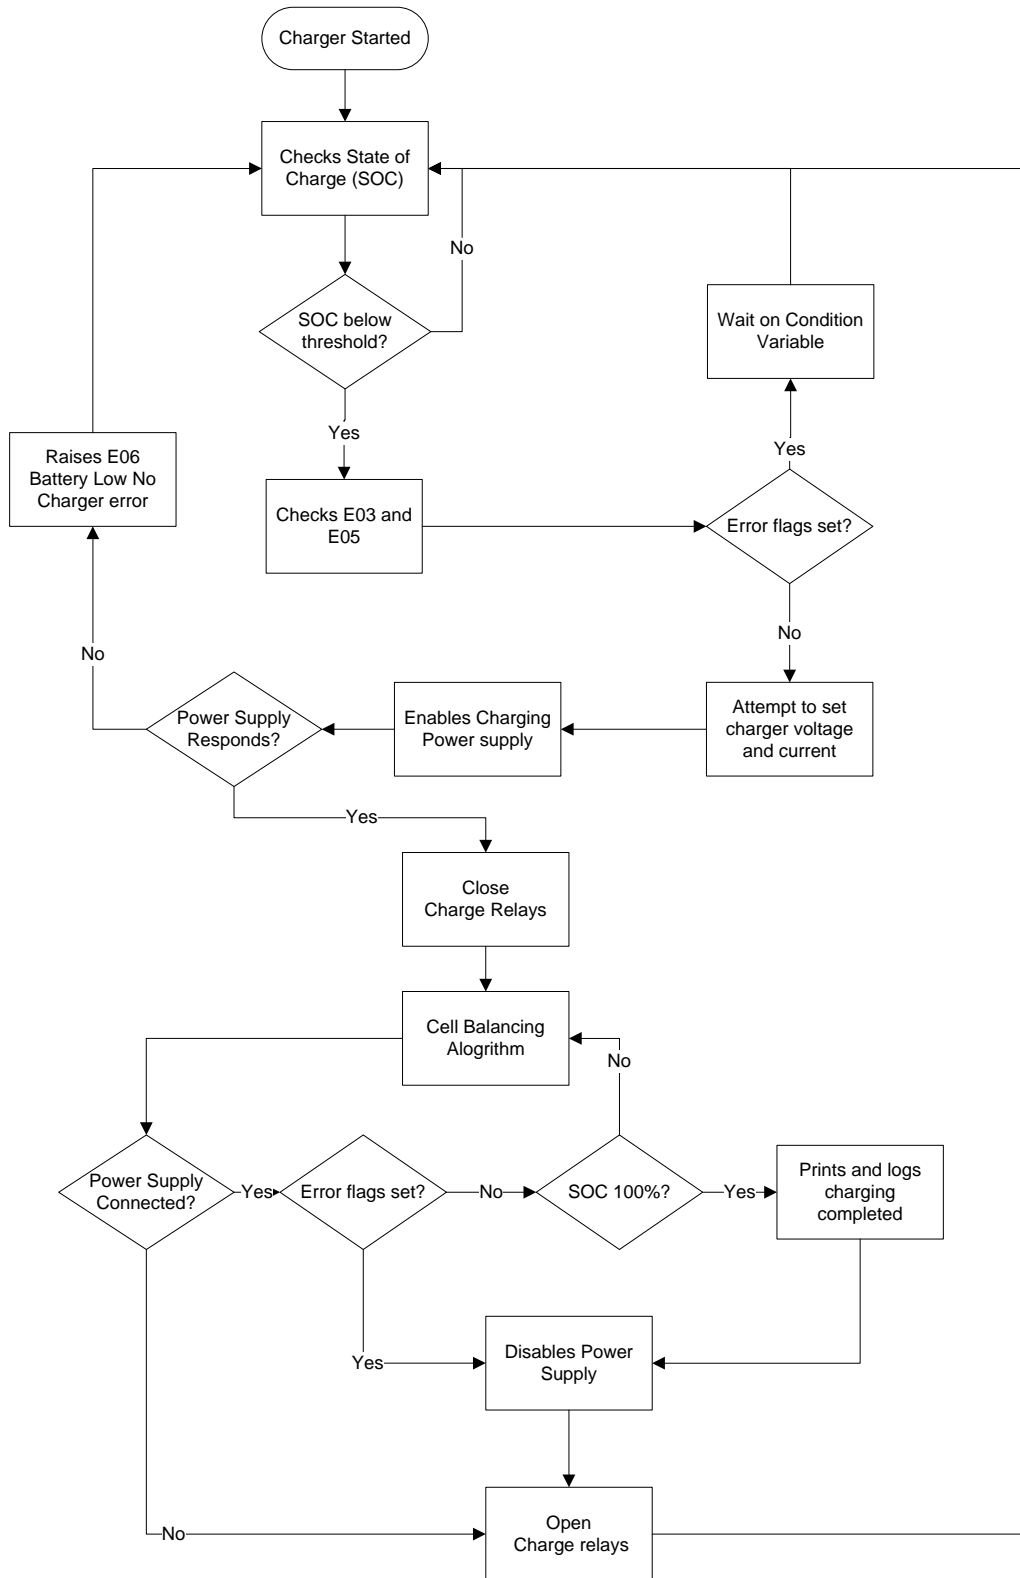 Charger Started
Checks State of
Charge (SOC)
No
SOC below
threshold?
Wait on Condition
Variable
Yes
Yes
Raises E06
Battery Low No
Charger error
Checks E03 and
E05
Error flags set?
No
No
Power Supply
Responds?
Enables Charging
Power supply
Attempt to set
charger voltage
and current
Yes
Close
Charge Relays
Cell Balancing
Alogrithm
No
Power Supply
Connected?
Yes
Error flags set?
No
SOC 100%?
Yes
Prints and logs
charging
completed
Yes
Disables Power
Supply
No
Open
Charge relays